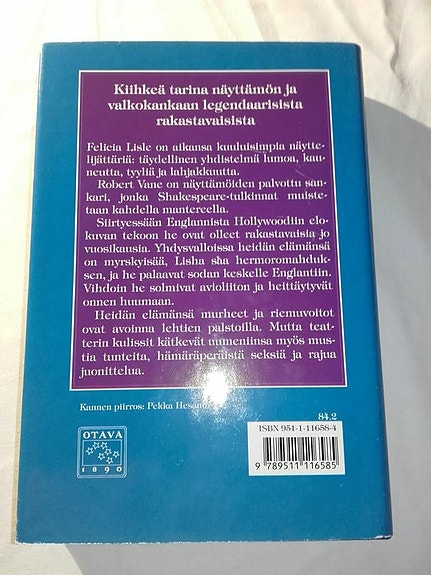 Kiihkeä tarina näyttämön ja
valkokankaan legendaarisista
rakastavaisista
Felicia Lisle on aikansa kuuluisimpia näytte-
lijättäriä: täydellinen yhdistelmä lumoa, kau-
neutta, tyyliä ja lahjakkuutta.
Robert Vane on näyttämöiden palvottu san-
kari, jonka Shakespeare-tulkinnat muiste-
taan kahdella mantereella.
Siirtyessään Englannista Hollywoodiin elo-
kuvan tekoon he ovat olleet rakastavaisia jo
vuosikausia. Yhdysvalloissa heidän elämänsä
on myrskyisää, Lisha saa hermoromahduk-
sen, ja he palaavat sodan keskelle Englantiin.
Vihdoin he solmivat avioliiton ja heittäytyvät
onnen huumaan.
Heidän elämänsä murheet ja riemuvoitot
ovat avoinna lehtien palstoilla. Mutta teat-
terin kulissit kätkevät uumeniinsa myös mus-
tia tunteita, hämäräperäistä seksiä ja rajua
juonittelua.
Kannen piirros: Pekka
84.2
ISBN 951-1-11658-4
9 789511 116585
OTAVA
1890